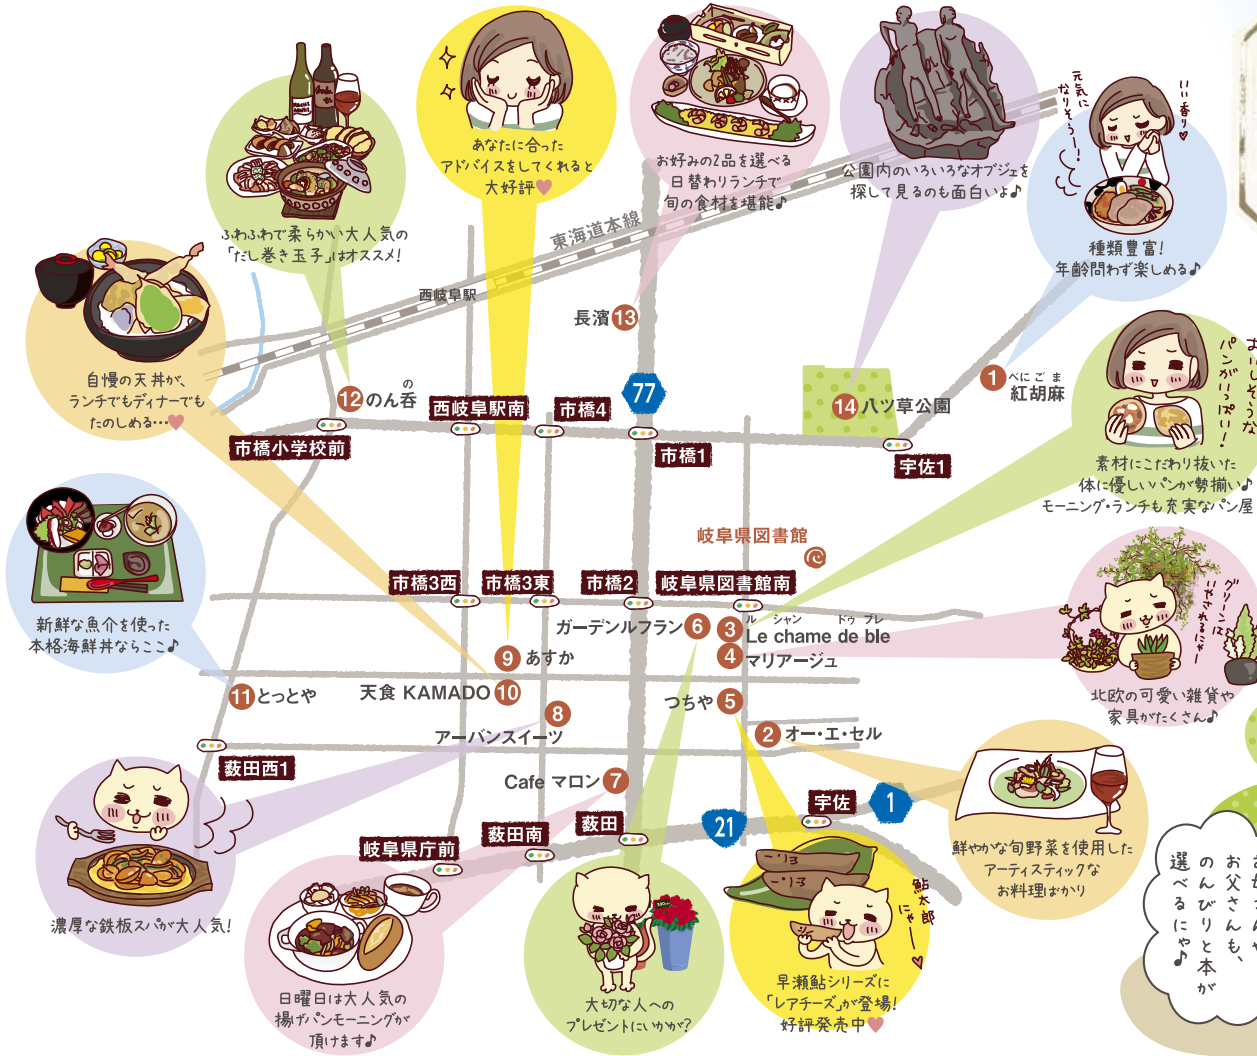 ふわふわで柔らかい大人気の
「だし巻き玉子」はオススメ!
あなたに合った
アドバイスをしてくれると
大好評
お好みの2品を選べる
日替わりランチで
旬の食材を堪能♪
公園内のいろいろなオブジェを
探して見るのも面白いよ♪
元気に
なりそう〜!
いい香り
種類豊富!
年齢問わず楽しめる♪
自慢の天丼が、
ランチでもディナーでも
たのしめる…
東海道本線
西岐阜駅
長濱 13
の
12 のん呑
77
14 八ツ草公園
べにごま
1 紅胡麻
市橋小学校前
西岐阜駅南
市橋4
市橋1
宇佐1
おいしそうな
パンがいっぱい!
素材にこだわり抜いた
体に優しいパンが勢揃い♪
モーニング・ランチも充実なパン屋
新鮮な魚介を使った
本格海鮮丼ならここ♪
岐阜県図書館
市橋3西
市橋3東
市橋2
岐阜県図書館南
ガーデンルフラン 6
ル シャン ドゥ ブレ
3 Le chame de ble
4 マリアージュ
9 あすか
天食 KAMADO 10
11 とっとや
つちや 5
8
アーバンスイーツ
2 オー・エ・セル
グリーンは
いやされるにゃー
北欧の可愛い雑貨や
家具がたくさん♪
薮田西1
Cafe マロン 7
薮田
宇佐
1
21
薮田南
岐阜県庁前
濃厚な鉄板スパが大人気!
日曜日は大人気の
揚げパンモーニングが
頂けます♪
大切な人への
プレゼントにいかが?
鮎太郎
にゃー
早瀬鮎シリーズに
「レアチーズ」が登場!
好評発売中
鮮やかな旬野菜を使用した
アーティスティックな
お料理ばかり
お父さんも、
のんびりと本が
選べるにゃ♪